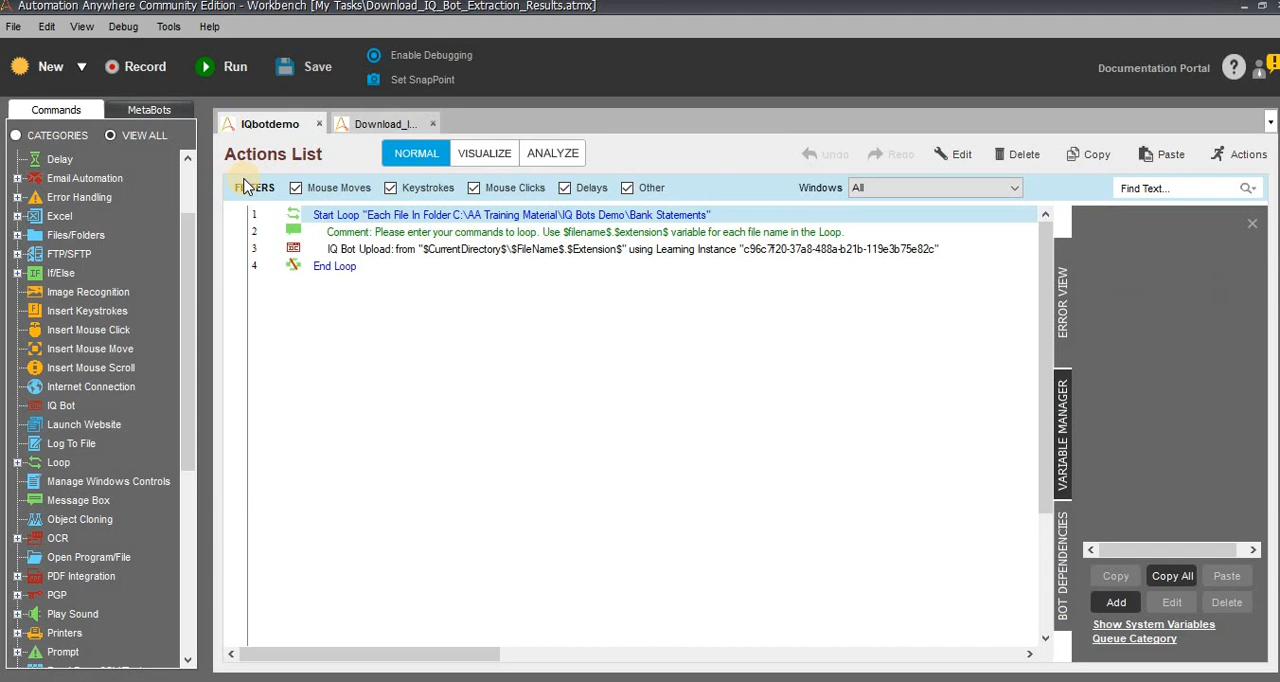 Automation Anywhere Community Edition - Workbench [My Tasks\Download_IQ_Bot_Extraction_Results.atmx]
File Edit View Debug Tools Help
New Record Run Save
Enable Debugging
Set SnapPoint
Documentation Portal
Commands MetaBots
CATEGORIES VIEW ALL
Delay
Email Automation
Error Handling
Excel
Files/Folders
FTP/SFTP
If/Else
Image Recognition
Insert Keystrokes
Insert Mouse Click
Insert Mouse Move
Insert Mouse Scroll
Internet Connection
IQ Bot
Launch Website
Log To File
Loop
Manage Windows Controls
Message Box
Object Cloning
OCR
Open Program/File
PDF Integration
PGP
Play Sound
Printers
Prompt
IQbotdemo Download_I...
Actions List NORMAL VISUALIZE ANALYZE Undo Redo Edit Delete Copy Paste Actions
FILTERS Mouse Moves Keystrokes Mouse Clicks Delays Other Windows All Find Text...
1 Start Loop "Each File In Folder C:\AA Training Material\IQ Bots Demo\Bank Statements"
2 Comment: Please enter your commands to loop. Use $filename$.$extension$ variable for each file name in the Loop.
3 IQ Bot Upload: from "$CurrentDirectory$\$FileName$.$Extension$" using Learning Instance "c96c7f20-37a8-488a-b21b-119e3b75e82c"
4 End Loop
ERROR VIEW
VARIABLE MANAGER
BOT DEPENDENCIES
Copy Copy All Paste
Add Edit Delete
Show System Variables
Queue Category